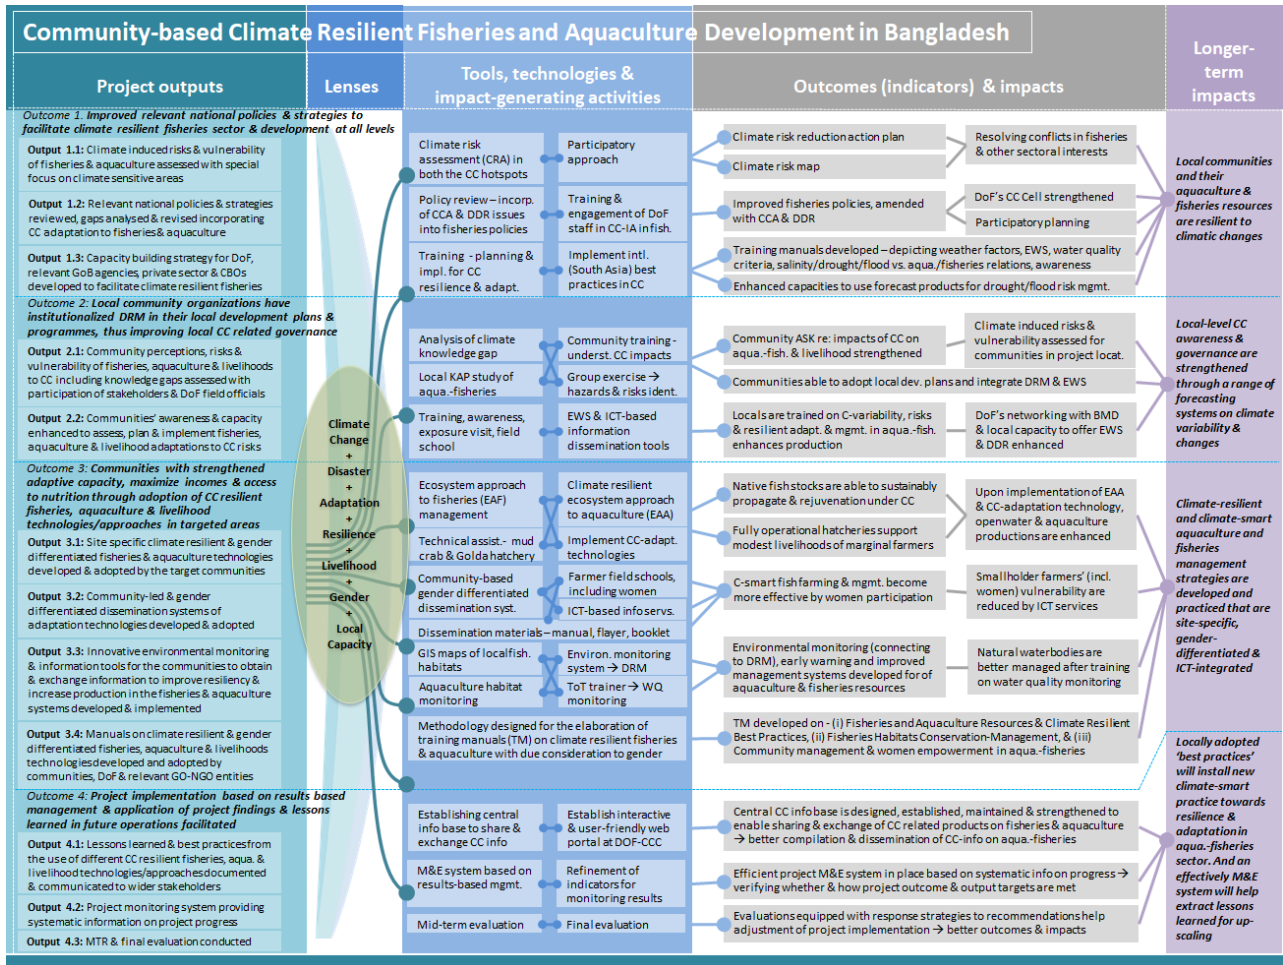 Community-based Climate Resilient Fisheries and Aquaculture Development in Bangladesh
Project outputs
Lenses
Tools, technologies &
impact-generating activities
Outcomes (indicators) & impacts
Longer-
term
impacts
Outcome 1. Improved relevant national policies & strategies to
facilitate climate resilient fisheries sector & development at all levels
Output 1.1: Climate induced risks & vulnerability
of fisheries & aquaculture assessed with special
focus on climate sensitive areas
Output 1.2: Relevant national policies & strategies
reviewed, gaps analysed & revised incorporating
CC adaptation to fisheries & aquaculture
Output 1.3: Capacity building strategy for DoF,
relevant GoB agencies, private sector & CBOs
developed to facilitate climate resilient fisheries
Outcome 2: Local community organizations have
institutionalized DRM in their local development plans &
programmes, thus improving local CC related governance
Output 2.1: Community perceptions, risks &
vulnerability of fisheries, aquaculture & livelihoods
to CC including knowledge gaps assessed with
participation of stakeholders & DoF field officials
Output 2.2: Communities' awareness & capacity
enhanced to assess, plan & implement fisheries,
aquaculture & livelihood adaptations to CC risks
Outcome 3: Communities with strengthened
adaptive capacity, maximize incomes & access
to nutrition through adoption of CC resilient
fisheries, aquaculture & livelihood
technologies/approaches in targeted areas
Output 3.1: Site specific climate resilient & gender
differentiated fisheries & aquaculture technologies
developed & adopted by the target communities
Output 3.2: Community-led & gender
differentiated dissemination systems of
adaptation technologies developed & adopted
Output 3.3: Innovative environmental monitoring
& information tools for the communities to obtain
& exchange information to improve resiliency &
increase production in the fisheries & aquaculture
systems developed & implemented
Output 3.4: Manuals on climate resilient & gender
differentiated fisheries, aquaculture & livelihoods
technologies developed and adopted by
communities, DoF & relevant GO-NGO entities
Outcome 4: Project implementation based on results based
management & application of project findings & lessons
learned in future operations facilitated
Output 4.1: Lessons learned & best practices from
the use of different CC resilient fisheries, aqua. &
livelihood technologies/approaches documented
& communicated to wider stakeholders
Output 4.2: Project monitoring system providing
systematic information on project progress
Output 4.3: MTR & final evaluation conducted
Climate
Change
+
Disaster
+
Adaptation
+
Resilience
+
Livelihood
+
Gender
+
Local
Capacity
Climate risk
assessment (CRA) in
both the CC hotspots
Participatory
approach
Policy review – incorp.
of CCA & DDR issues
into fisheries policies
Training &
engagement of DoF
staff in CC-IA in fish.
Training - planning &
impl. for CC
resilience & adapt.
Implement intl.
(South Asia) best
practices in CC
Analysis of climate
knowledge gap
Community training -
underst. CC impacts
Local KAP study of
aqua.-fisheries
Group exercise →
hazards & risks ident.
Training, awareness,
exposure visit, field
school
EWS & ICT-based
information
dissemination tools
Ecosystem approach
to fisheries (EAF)
management
Climate resilient
ecosystem approach
to aquaculture (EAA)
Technical assist.- mud
crab & Golda hatchery
Implement CC-adapt.
technologies
Community-based
gender differentiated
dissemination syst.
Farmer field schools,
including women
ICT-based info servs.
Dissemination materials – manual, flayer, booklet
GIS maps of local fish.
habitats
Environ. monitoring
system → DRM
Aquaculture habitat
monitoring
ToT trainer → WQ
monitoring
Methodology designed for the elaboration of
training manuals (TM) on climate resilient fisheries
& aquaculture with due consideration to gender
Establishing central
info base to share &
exchange CC info
Establish interactive
& user-friendly web
portal at DOF-CCC
M&E system based on
results-based mgmt.
Refinement of
indicators for
monitoring results
Mid-term evaluation
Final evaluation
Climate risk reduction action plan
Climate risk map
Resolving conflicts in fisheries
& other sectoral interests
Improved fisheries policies, amended
with CCA & DDR
DoF's CC Cell strengthened
Participatory planning
Training manuals developed – depicting weather factors, EWS, water quality
criteria, salinity/drought/flood vs. aqua./fisheries relations, awareness
Enhanced capacities to use forecast products for drought/flood risk mgmt.
Community ASK re: impacts of CC on
aqua.-fish. & livelihood strengthened
Climate induced risks &
vulnerability assessed for
communities in project locat.
Communities able to adopt local dev. plans and integrate DRM & EWS
Locals are trained on C-variability, risks
& resilient adapt. & mgmt. in aqua.-fish.
enhances production
DoF's networking with BMD
& local capacity to offer EWS
& DDR enhanced
Native fish stocks are able to sustainably
propagate & rejuvenation under CC
Fully operational hatcheries support
modest livelihoods of marginal farmers
Upon implementation of EAA
& CC-adaptation technology,
openwater & aquaculture
productions are enhanced
C-smart fish farming & mgmt. become
more effective by women participation
Smallholder farmers' (incl.
women) vulnerability are
reduced by ICT services
Environmental monitoring (connecting
to DRM), early warning and improved
management systems developed for of
aquaculture & fisheries resources
Natural waterbodies are
better managed after training
on water quality monitoring
TM developed on - (i) Fisheries and Aquaculture Resources & Climate Resilient
Best Practices, (ii) Fisheries Habitats Conservation-Management, & (iii)
Community management & women empowerment in aqua.-fisheries
Central CC info base is designed, established, maintained & strengthened to
enable sharing & exchange of CC related products on fisheries & aquaculture
→ better compilation & dissemination of CC-info on aqua.-fisheries
Efficient project M&E system in place based on systematic info on progress →
verifying whether & how project outcome & output targets are met
Evaluations equipped with response strategies to recommendations help
adjustment of project implementation → better outcomes & impacts
Local communities
and their
aquaculture &
fisheries resources
are resilient to
climatic changes
Local-level CC
awareness &
governance are
strengthened
through a range of
forecasting
systems on climate
variability &
changes
Climate-resilient
and climate-smart
aquaculture and
fisheries
management
strategies are
developed and
practiced that are
site-specific,
gender-
differentiated &
ICT-integrated
Locally adopted
'best practices'
will install new
climate-smart
practice towards
resilience &
adaptation in
aqua.-fisheries
sector. And an
effectively M&E
system will help
extract lessons
learned for up-
scaling